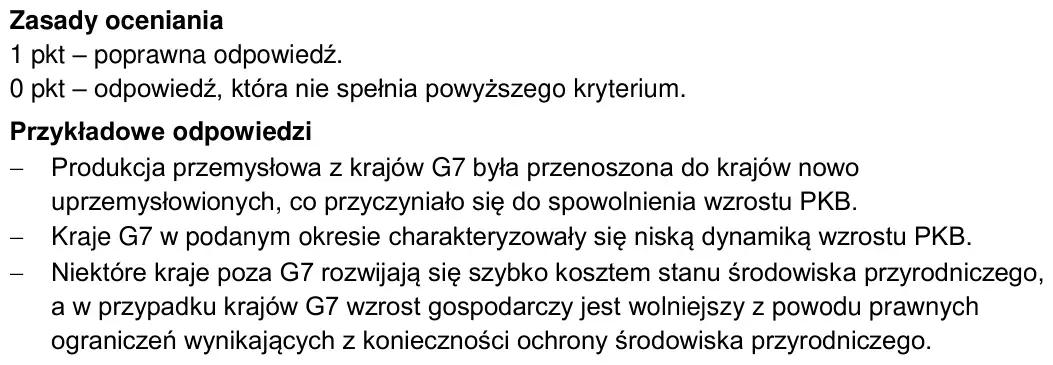 Zasady oceniania
1 pkt – poprawna odpowiedź.
0 pkt – odpowiedź, która nie spełnia powyższego kryterium.
Przykładowe odpowiedzi
– Produkcja przemysłowa z krajów G7 była przenoszona do krajów nowo
uprzemysłowionych, co przyczyniało się do spowolnienia wzrostu PKB.
– Kraje G7 w podanym okresie charakteryzowały się niską dynamiką wzrostu PKB.
– Niektóre kraje poza G7 rozwijają się szybko kosztem stanu środowiska przyrodniczego,
a w przypadku krajów G7 wzrost gospodarczy jest wolniejszy z powodu prawnych
ograniczeń wynikających z konieczności ochrony środowiska przyrodniczego.